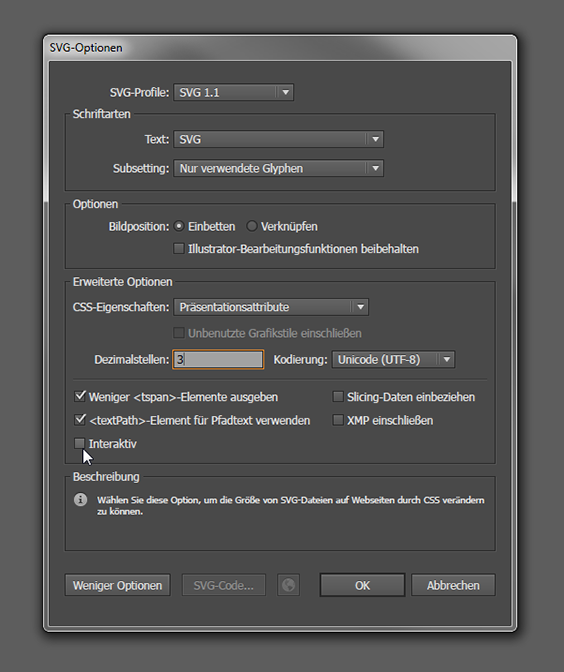 SVG-Optionen
SVG-Profile: SVG 1.1
Schriftarten
Text: SVG
Subsetting: Nur verwendete Glyphen
Optionen
Bildposition: Einbetten Verknüpfen
Illustrator-Bearbeitungsfunktionen beibehalten
Erweiterte Optionen
CSS-Eigenschaften: Präsentationsattribute
Unbenutzte Grafikstile einschließen
Dezimalstellen: 3 Kodierung: Unicode (UTF-8)
Weniger <tspan>-Elemente ausgeben Slicing-Daten einbeziehen
<textPath>-Element für Pfadtext verwenden XMP einschließen
Interaktiv
Beschreibung
Wählen Sie diese Option, um die Größe von SVG-Dateien auf Webseiten durch CSS verändern
zu können.
Weniger Optionen SVG-Code... OK Abbrechen